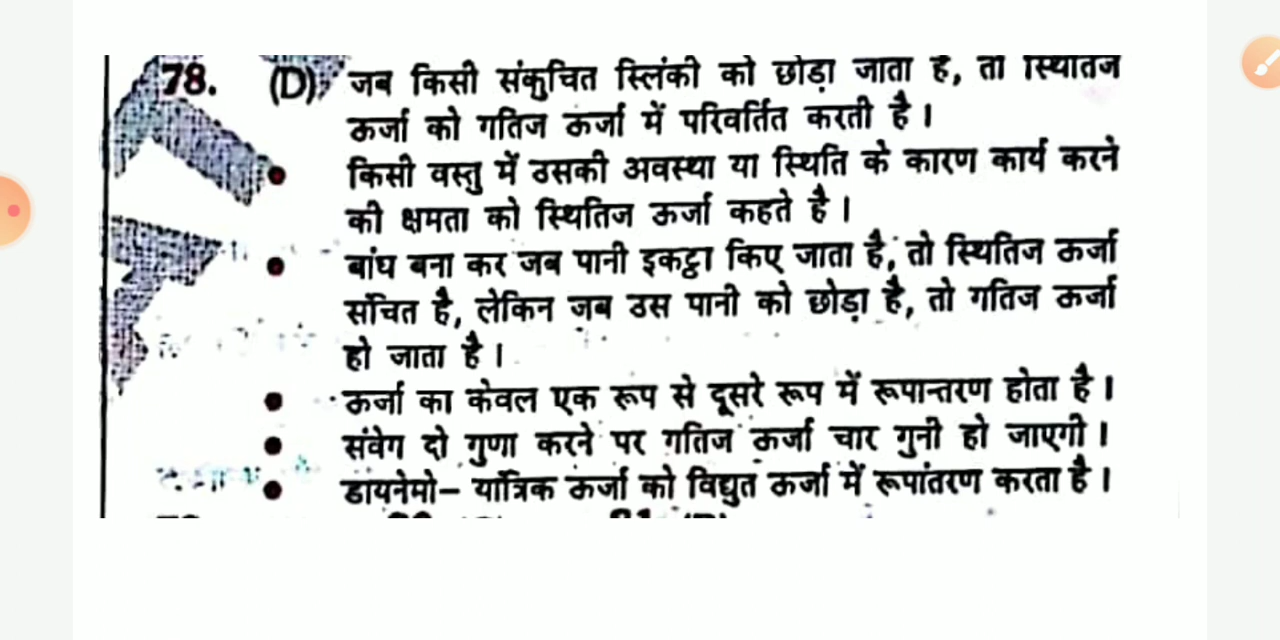 78. (D) जब किसी संकुचित स्लिंकी को छोड़ा जाता है, तो स्थितिज
ऊर्जा को गतिज ऊर्जा में परिवर्तित करती है ।
• किसी वस्तु में उसकी अवस्था या स्थिति के कारण कार्य करने
की क्षमता को स्थितिज ऊर्जा कहते है ।
• बांध बना कर जब पानी इकट्ठा किए जाता है, तो स्थितिज ऊर्जा
संचित है, लेकिन जब उस पानी को छोड़ा है, तो गतिज ऊर्जा
हो जाता है ।
• ऊर्जा का केवल एक रूप से दूसरे रूप में रूपान्तरण होता है ।
• संवेग दो गुणा करने पर गतिज ऊर्जा चार गुनी हो जाएगी ।
• डायनेमो– यांत्रिक ऊर्जा को विद्युत ऊर्जा में रूपांतरण करता है ।